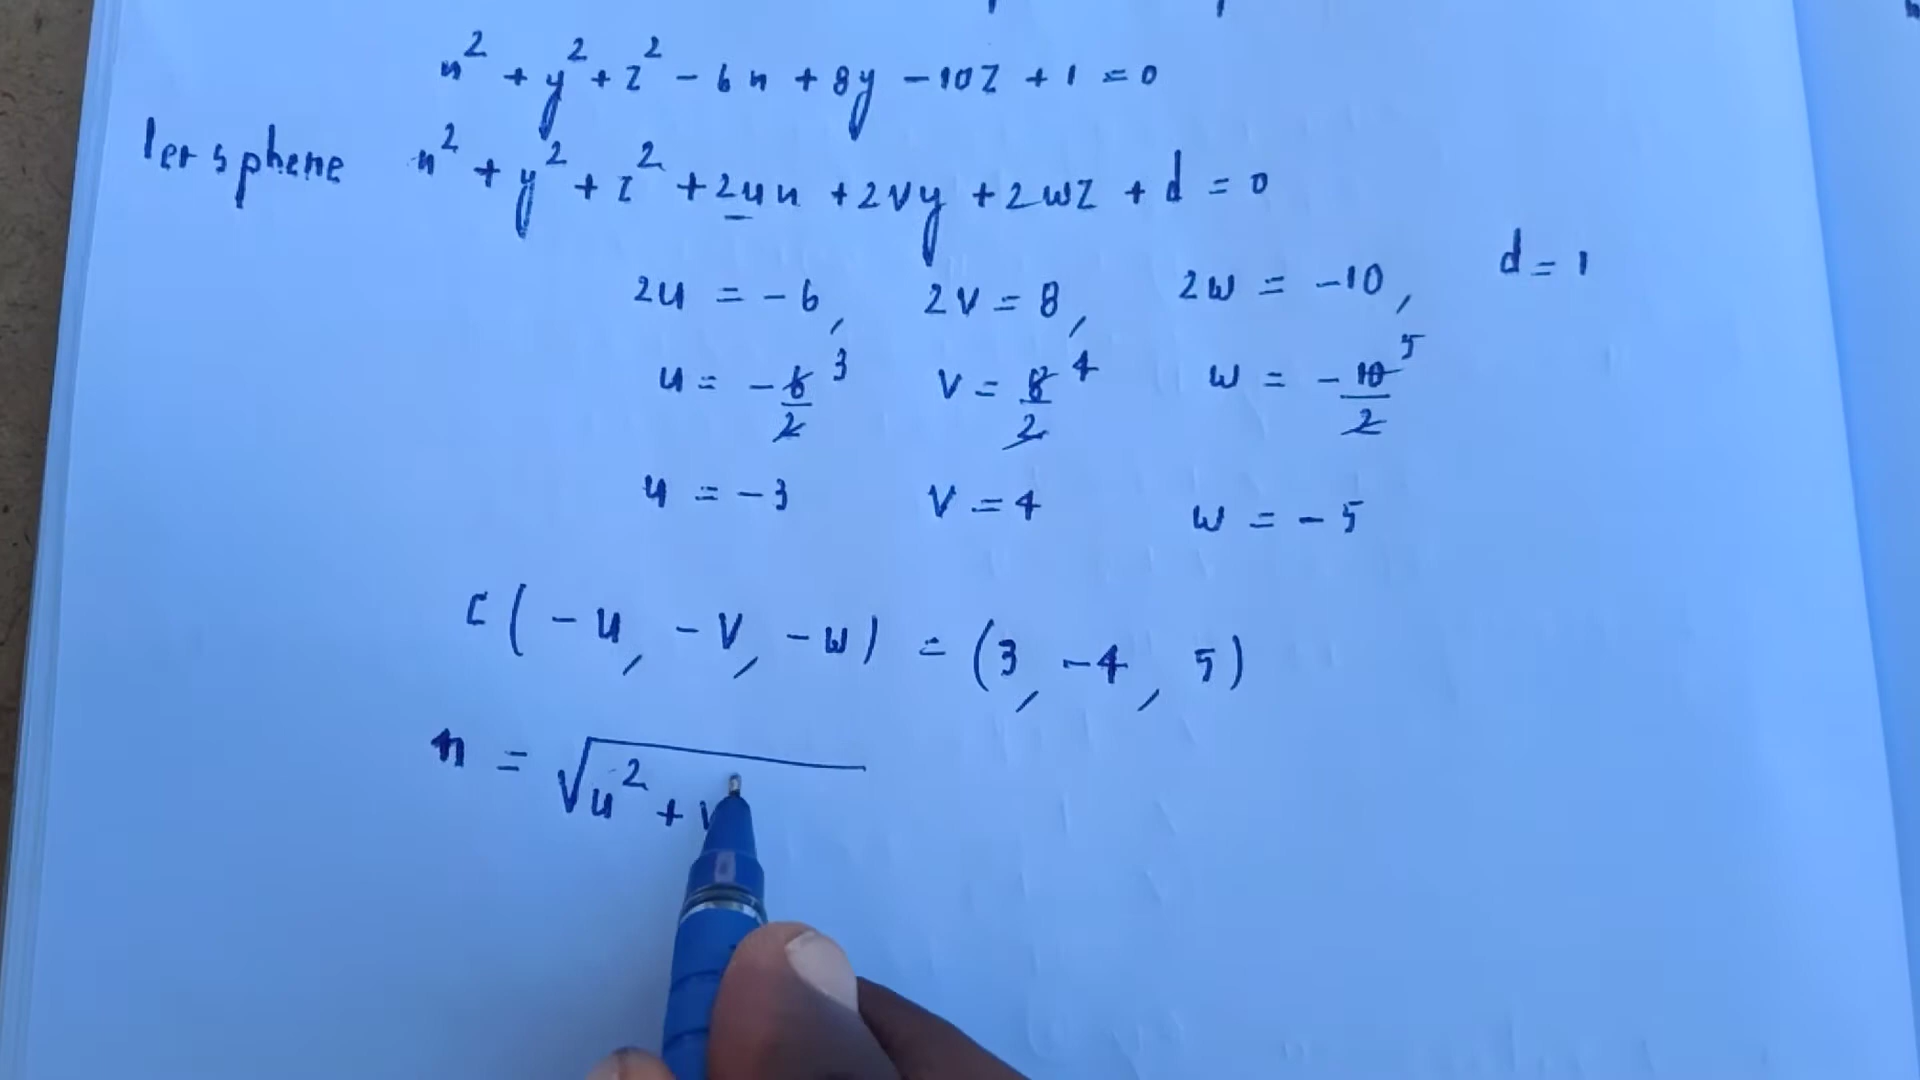 x² + y² + z² - 6x + 8y - 10z + 1 = 0
Per sphere x² + y² + z² + 2ux + 2vy + 2wz + d = 0
2u = -6, 2v = 8, 2w = -10, d = 1
u = -6/2 3 v = 8/2 4 w = -10/2 5
u = -3 v = 4 w = -5
C(-u, -v, -w) = (3, -4, 5)
r = √u² + v